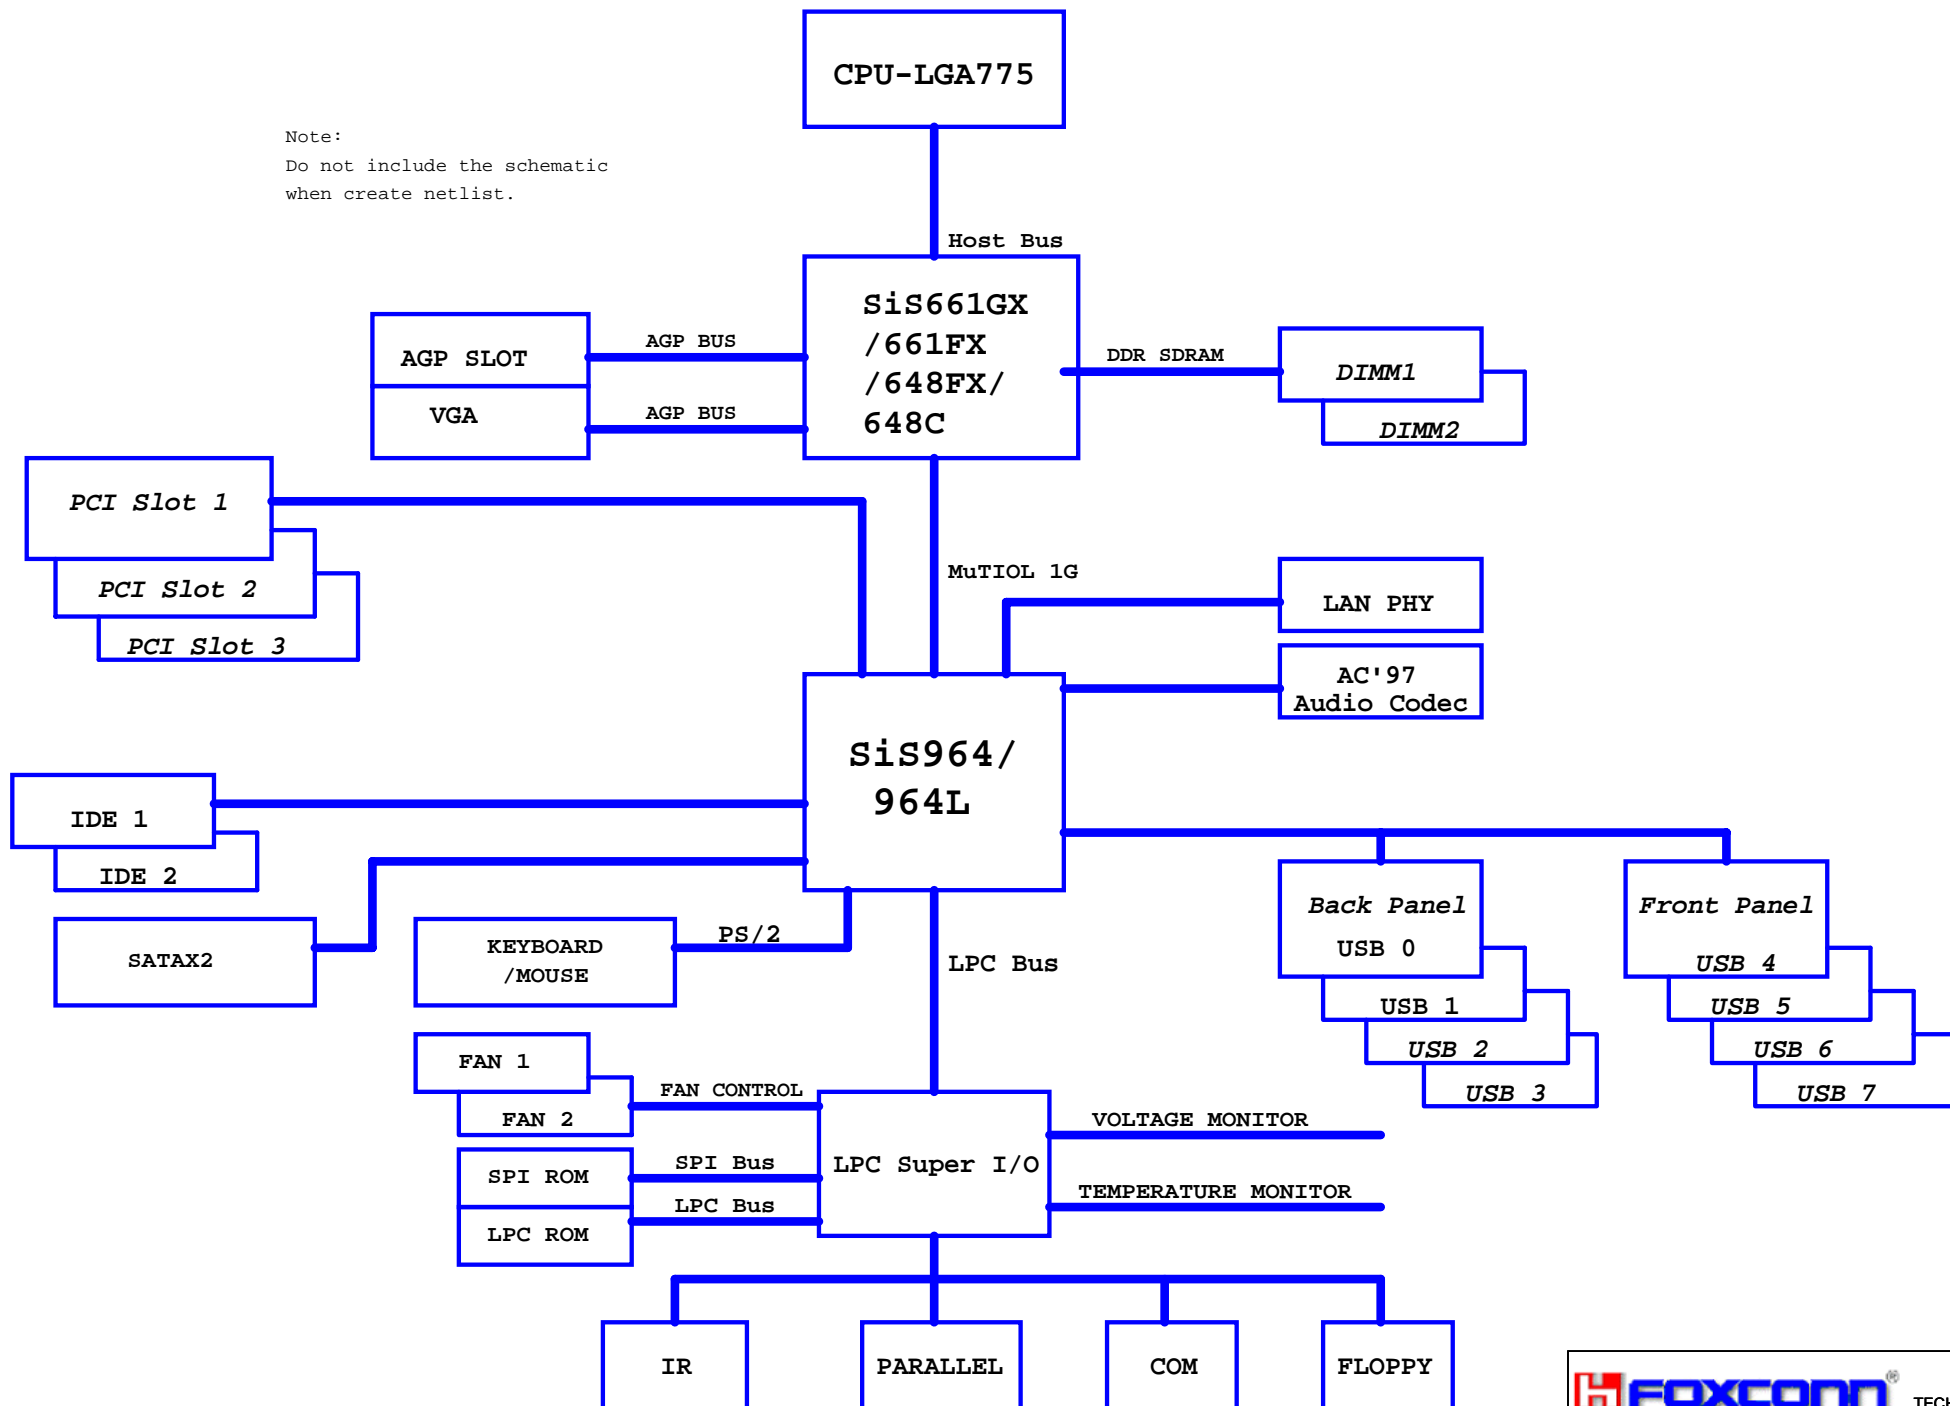 CPU-LGA775
Note:
Do not include the schematic
when create netlist.
Host Bus
SiS661GX
/661FX
/648FX/
648C
AGP SLOT
AGP BUS
VGA
AGP BUS
DDR SDRAM
DIMM1
DIMM2
PCI Slot 1
PCI Slot 2
PCI Slot 3
MuTIOL 1G
LAN PHY
AC'97
Audio Codec
SiS964/
964L
IDE 1
IDE 2
SATAX2
KEYBOARD
/MOUSE
PS/2
LPC Bus
Back Panel
USB 0
USB 1
USB 2
USB 3
Front Panel
USB 4
USB 5
USB 6
USB 7
FAN 1
FAN 2
FAN CONTROL
SPI ROM
SPI Bus
LPC ROM
LPC Bus
LPC Super I/O
VOLTAGE MONITOR
TEMPERATURE MONITOR
IR
PARALLEL
COM
FLOPPY
FOXCONN®
TECH